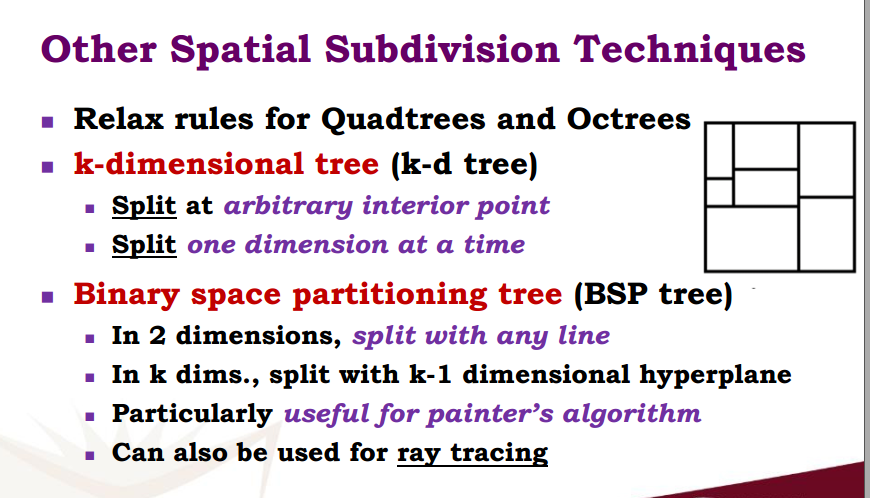 Other Spatial Subdivision Techniques
Relax rules for Quadtrees and Octrees
k-dimensional tree (k-d tree)
Split at arbitrary interior point
Split one dimension at a time
Binary space partitioning tree (BSP tree)
In 2 dimensions, split with any line
In k dims., split with k-1 dimensional hyperplane
Particularly useful for painter’s algorithm
Can also be used for ray tracing